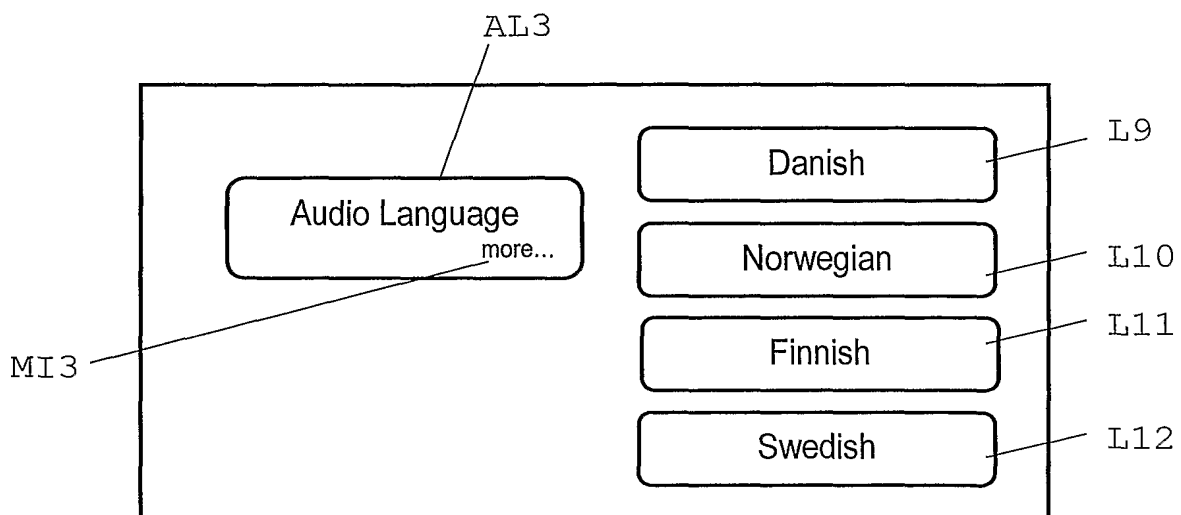 AL3
Danish
L9
Audio Language
more...
Norwegian
L10
L11
Finnish
MI3
Swedish
L12